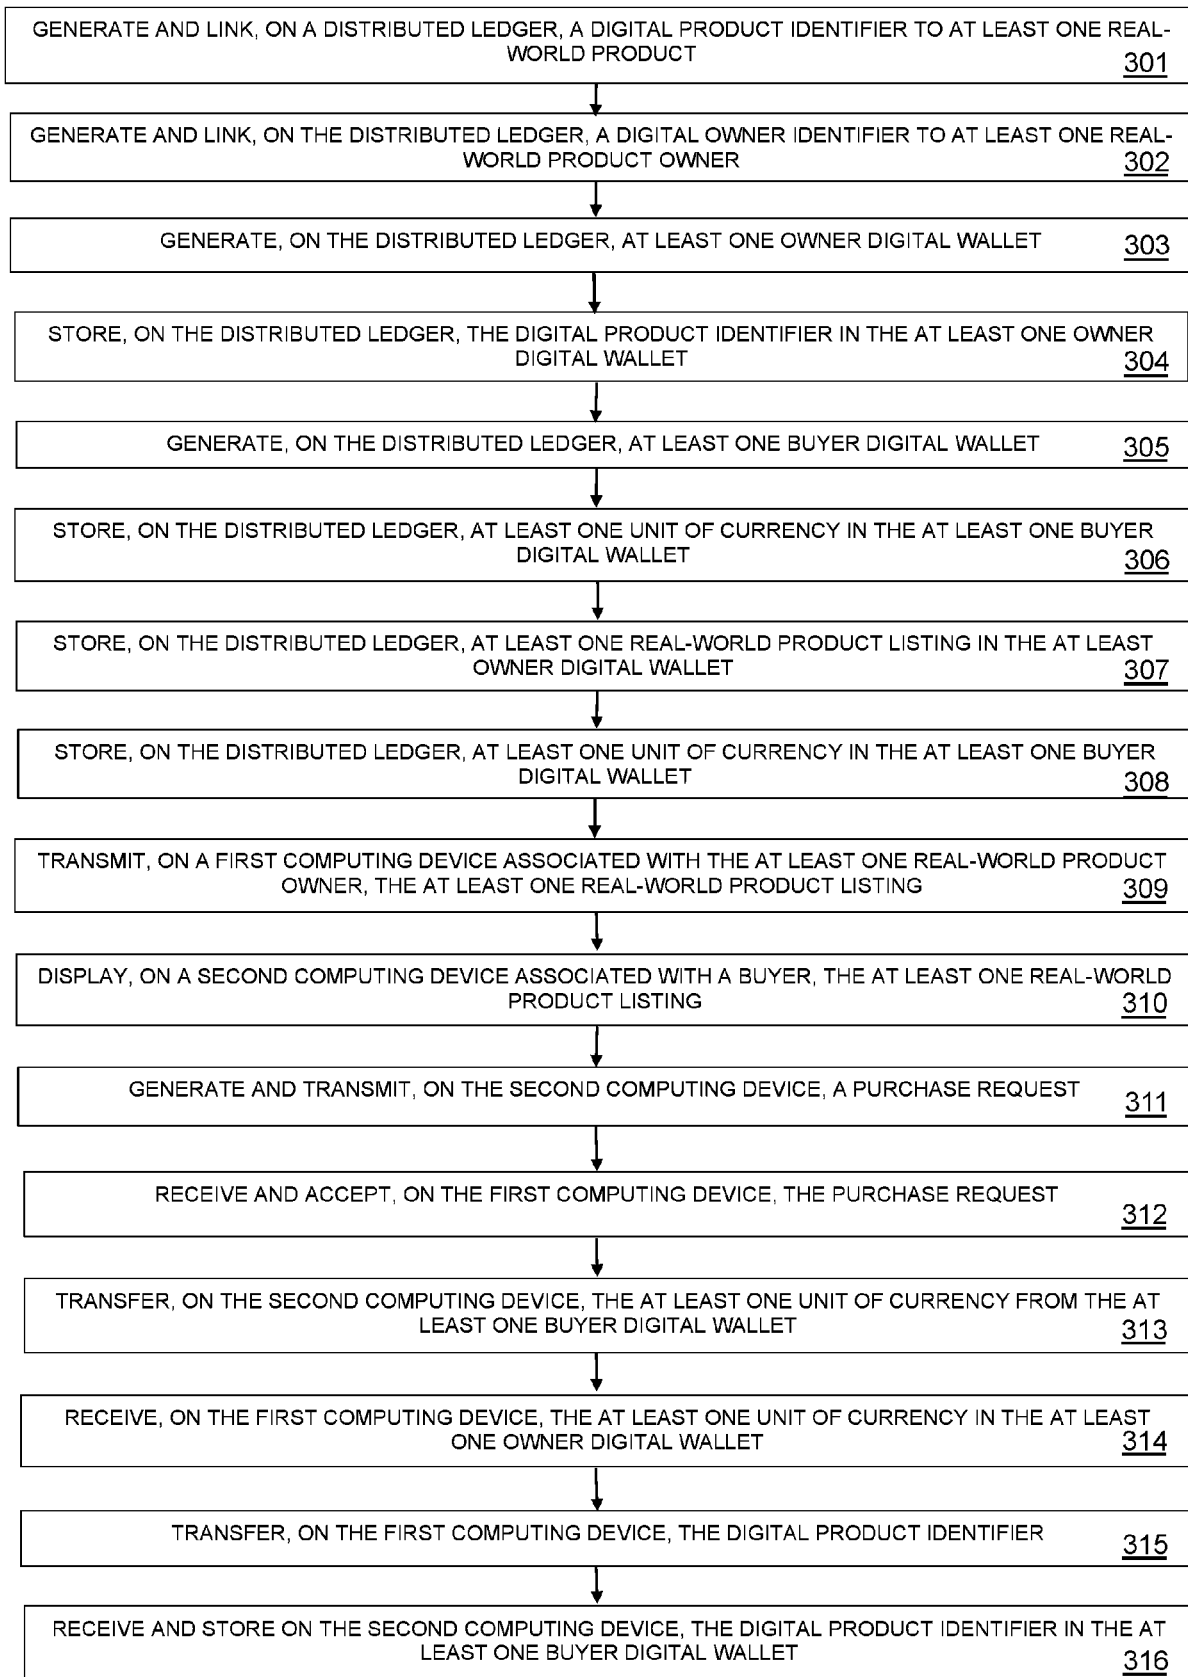 GENERATE AND LINK, ON A DISTRIBUTED LEDGER, A DIGITAL PRODUCT IDENTIFIER TO AT LEAST ONE REAL-
WORLD PRODUCT
301
GENERATE AND LINK, ON THE DISTRIBUTED LEDGER, A DIGITAL OWNER IDENTIFIER TO AT LEAST ONE REAL-
WORLD PRODUCT OWNER
302
GENERATE, ON THE DISTRIBUTED LEDGER, AT LEAST ONE OWNER DIGITAL WALLET
303
STORE, ON THE DISTRIBUTED LEDGER, THE DIGITAL PRODUCT IDENTIFIER IN THE AT LEAST ONE OWNER
DIGITAL WALLET
304
GENERATE, ON THE DISTRIBUTED LEDGER, AT LEAST ONE BUYER DIGITAL WALLET
305
STORE, ON THE DISTRIBUTED LEDGER, AT LEAST ONE UNIT OF CURRENCY IN THE AT LEAST ONE BUYER
DIGITAL WALLET
306
STORE, ON THE DISTRIBUTED LEDGER, AT LEAST ONE REAL-WORLD PRODUCT LISTING IN THE AT LEAST
OWNER DIGITAL WALLET
307
STORE, ON THE DISTRIBUTED LEDGER, AT LEAST ONE UNIT OF CURRENCY IN THE AT LEAST ONE BUYER
DIGITAL WALLET
308
TRANSMIT, ON A FIRST COMPUTING DEVICE ASSOCIATED WITH THE AT LEAST ONE REAL-WORLD PRODUCT
OWNER, THE AT LEAST ONE REAL-WORLD PRODUCT LISTING
309
DISPLAY, ON A SECOND COMPUTING DEVICE ASSOCIATED WITH A BUYER, THE AT LEAST ONE REAL-WORLD
PRODUCT LISTING
310
GENERATE AND TRANSMIT, ON THE SECOND COMPUTING DEVICE, A PURCHASE REQUEST
311
RECEIVE AND ACCEPT, ON THE FIRST COMPUTING DEVICE, THE PURCHASE REQUEST
312
TRANSFER, ON THE SECOND COMPUTING DEVICE, THE AT LEAST ONE UNIT OF CURRENCY FROM THE AT
LEAST ONE BUYER DIGITAL WALLET
313
RECEIVE, ON THE FIRST COMPUTING DEVICE, THE AT LEAST ONE UNIT OF CURRENCY IN THE AT LEAST
ONE OWNER DIGITAL WALLET
314
TRANSFER, ON THE FIRST COMPUTING DEVICE, THE DIGITAL PRODUCT IDENTIFIER
315
RECEIVE AND STORE ON THE SECOND COMPUTING DEVICE, THE DIGITAL PRODUCT IDENTIFIER IN THE AT
LEAST ONE BUYER DIGITAL WALLET
316